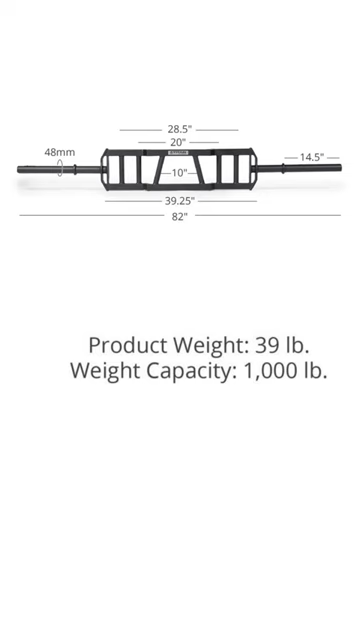 28.5"
20"
48mm
14.5"
10"
39.25"
82"
Product Weight: 39 lb.
Weight Capacity: 1,000 lb.